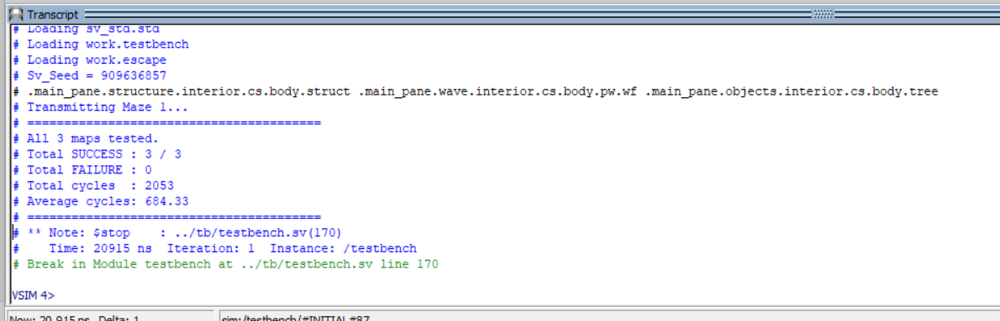 Transcript
# Loading sv_std.std
# Loading work.testbench
# Loading work.escape
# Sv_Seed = 909636857
# .main_pane.structure.interior.cs.body.struct .main_pane.wave.interior.cs.body.pw.wf .main_pane.objects.interior.cs.body.tree
# Transmitting Maze 1...
# ========================================
# All 3 maps tested.
# Total SUCCESS : 3 / 3
# Total FAILURE : 0
# Total cycles  : 2053
# Average cycles: 684.33
# ========================================
# ** Note: $stop    : ../tb/testbench.sv(170)
#    Time: 20915 ns  Iteration: 1  Instance: /testbench
# Break in Module testbench at ../tb/testbench.sv line 170
VSIM 4>
Now: 20,915 ns  Delta: 1
sim:/testbench/#INITIAL#87